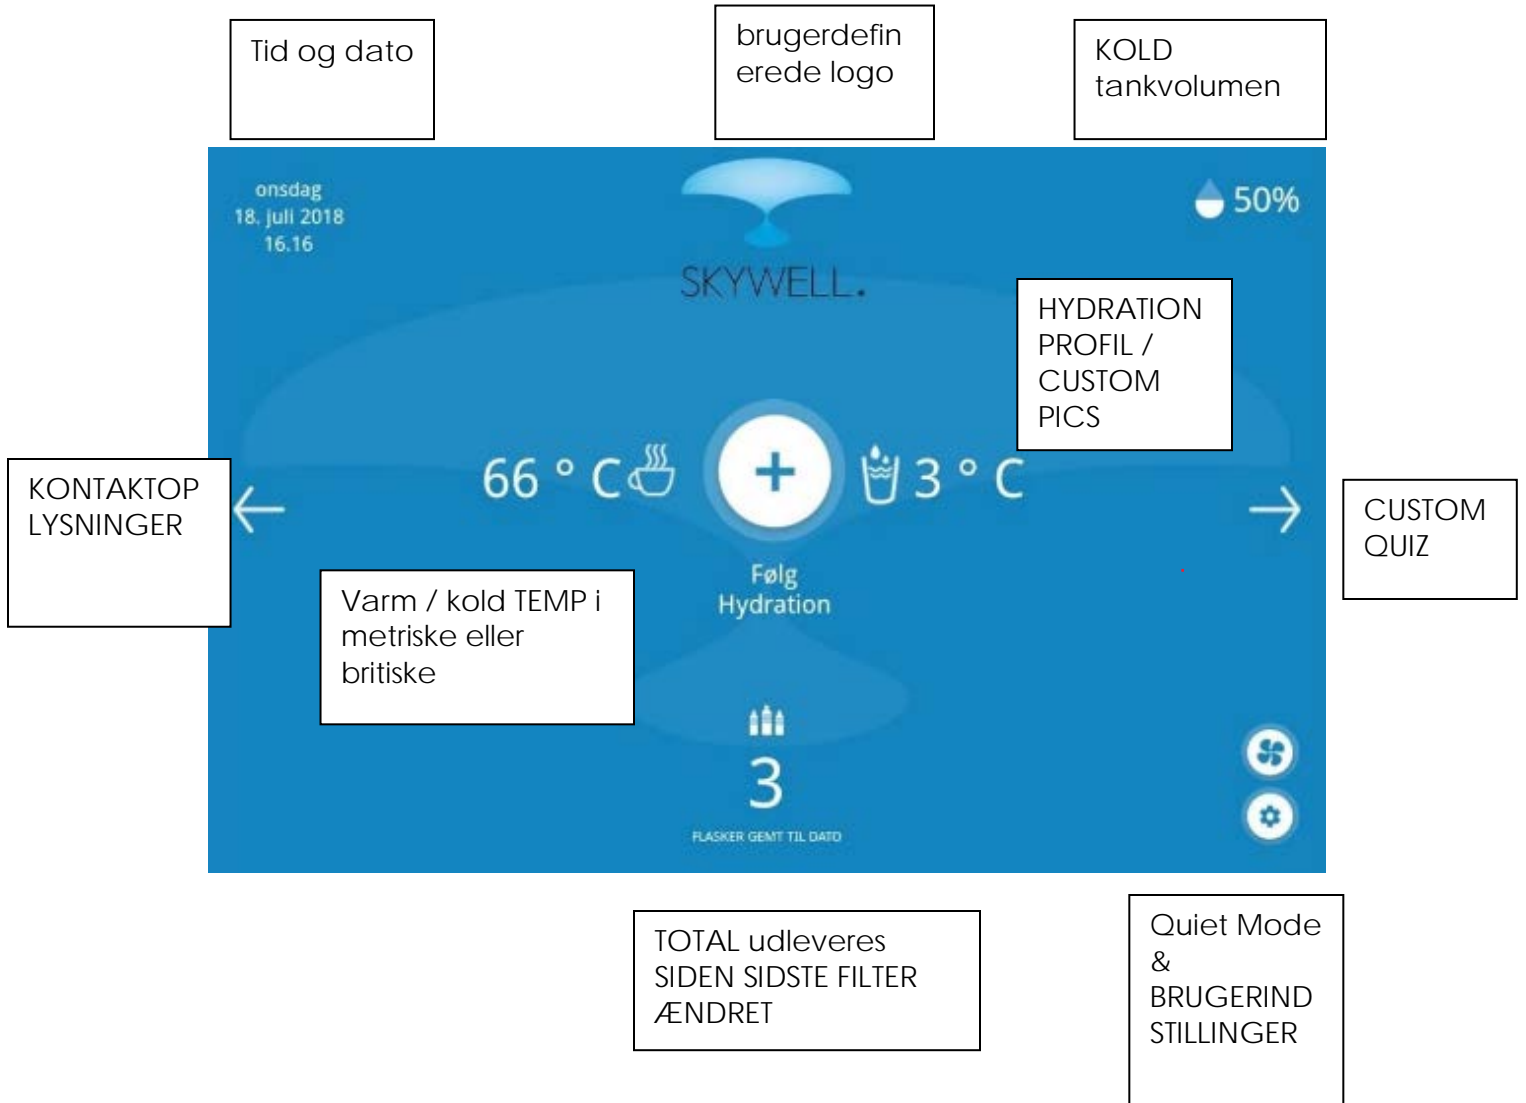 Tid og dato
brugerdefin
erede logo
KOLD
tankvolumen
onsdag
18. juli 2018
16.16
SKYWELL.
50%
HYDRATION
PROFIL /
CUSTOM
PICS
KONTAKTOP
LYSNINGER
66 ° C
+
3 ° C
CUSTOM
QUIZ
Følg
Hydration
Varm / kold TEMP i
metriske eller
britiske
3
FLASKER GEMT TIL DATO
TOTAL udleveres
SIDEN SIDSTE FILTER
ÆNDRET
Quiet Mode
&
BRUGERIND
STILLINGER